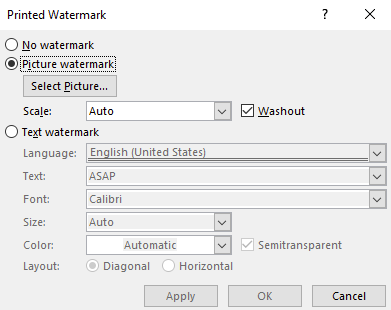 Printed Watermark
No watermark
Picture watermark
Select Picture...
Scale: Auto Washout
Text watermark
Language: English (United States)
Text: ASAP
Font: Calibri
Size: Auto
Color: Automatic Semitransparent
Layout: Diagonal Horizontal
Apply OK Cancel